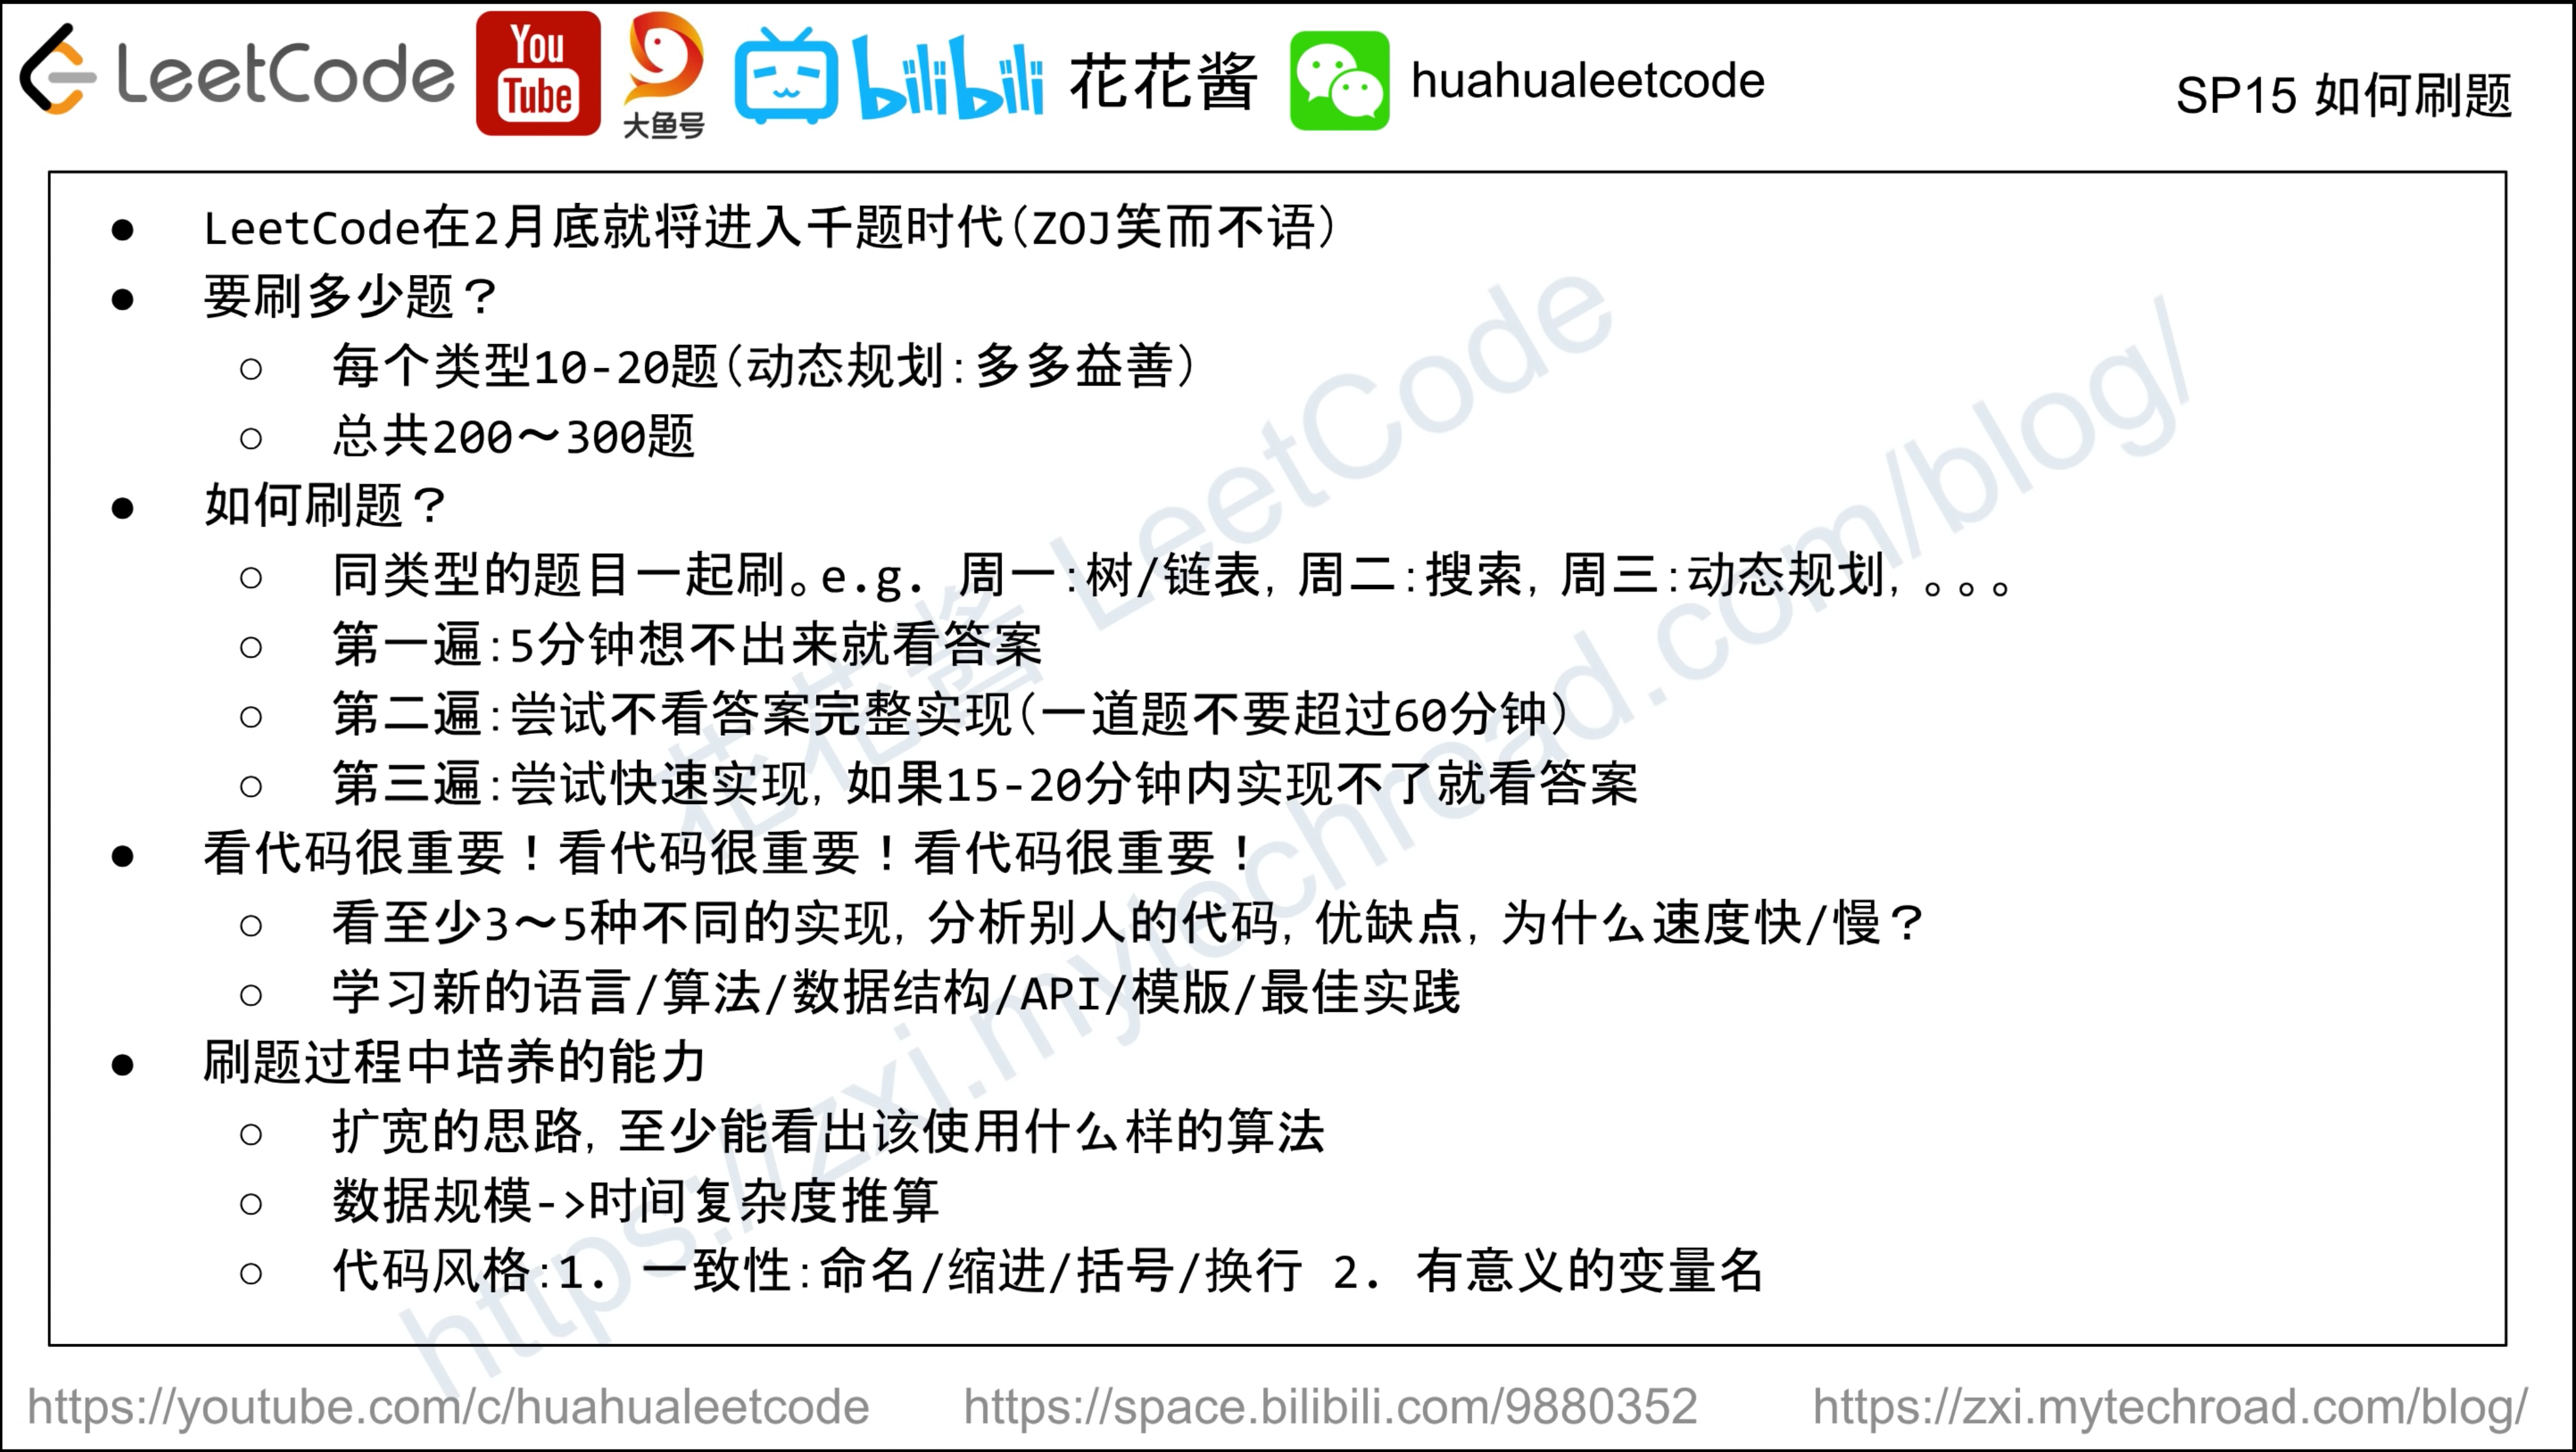 LeetCode You Tube 大鱼号 bilibili 花花酱 huahualeetcode SP15 如何刷题
● LeetCode在2月底就将进入千题时代(ZOJ笑而不语)
● 要刷多少题？
○ 每个类型10-20题(动态规划:多多益善)
○ 总共200～300题
● 如何刷题？
○ 同类型的题目一起刷。e.g. 周一:树/链表, 周二:搜索, 周三:动态规划, 。。。
○ 第一遍:5分钟想不出来就看答案
○ 第二遍:尝试不看答案完整实现(一道题不要超过60分钟)
○ 第三遍:尝试快速实现, 如果15-20分钟内实现不了就看答案
● 看代码很重要！看代码很重要！看代码很重要！
○ 看至少3～5种不同的实现, 分析别人的代码, 优缺点, 为什么速度快/慢？
○ 学习新的语言/算法/数据结构/API/模版/最佳实践
● 刷题过程中培养的能力
○ 扩宽的思路, 至少能看出该使用什么样的算法
○ 数据规模->时间复杂度推算
○ 代码风格:1. 一致性:命名/缩进/括号/换行 2. 有意义的变量名
花花酱 LeetCode
https://zxi.mytechroad.com/blog/
https://youtube.com/c/huahualeetcode https://space.bilibili.com/9880352 https://zxi.mytechroad.com/blog/